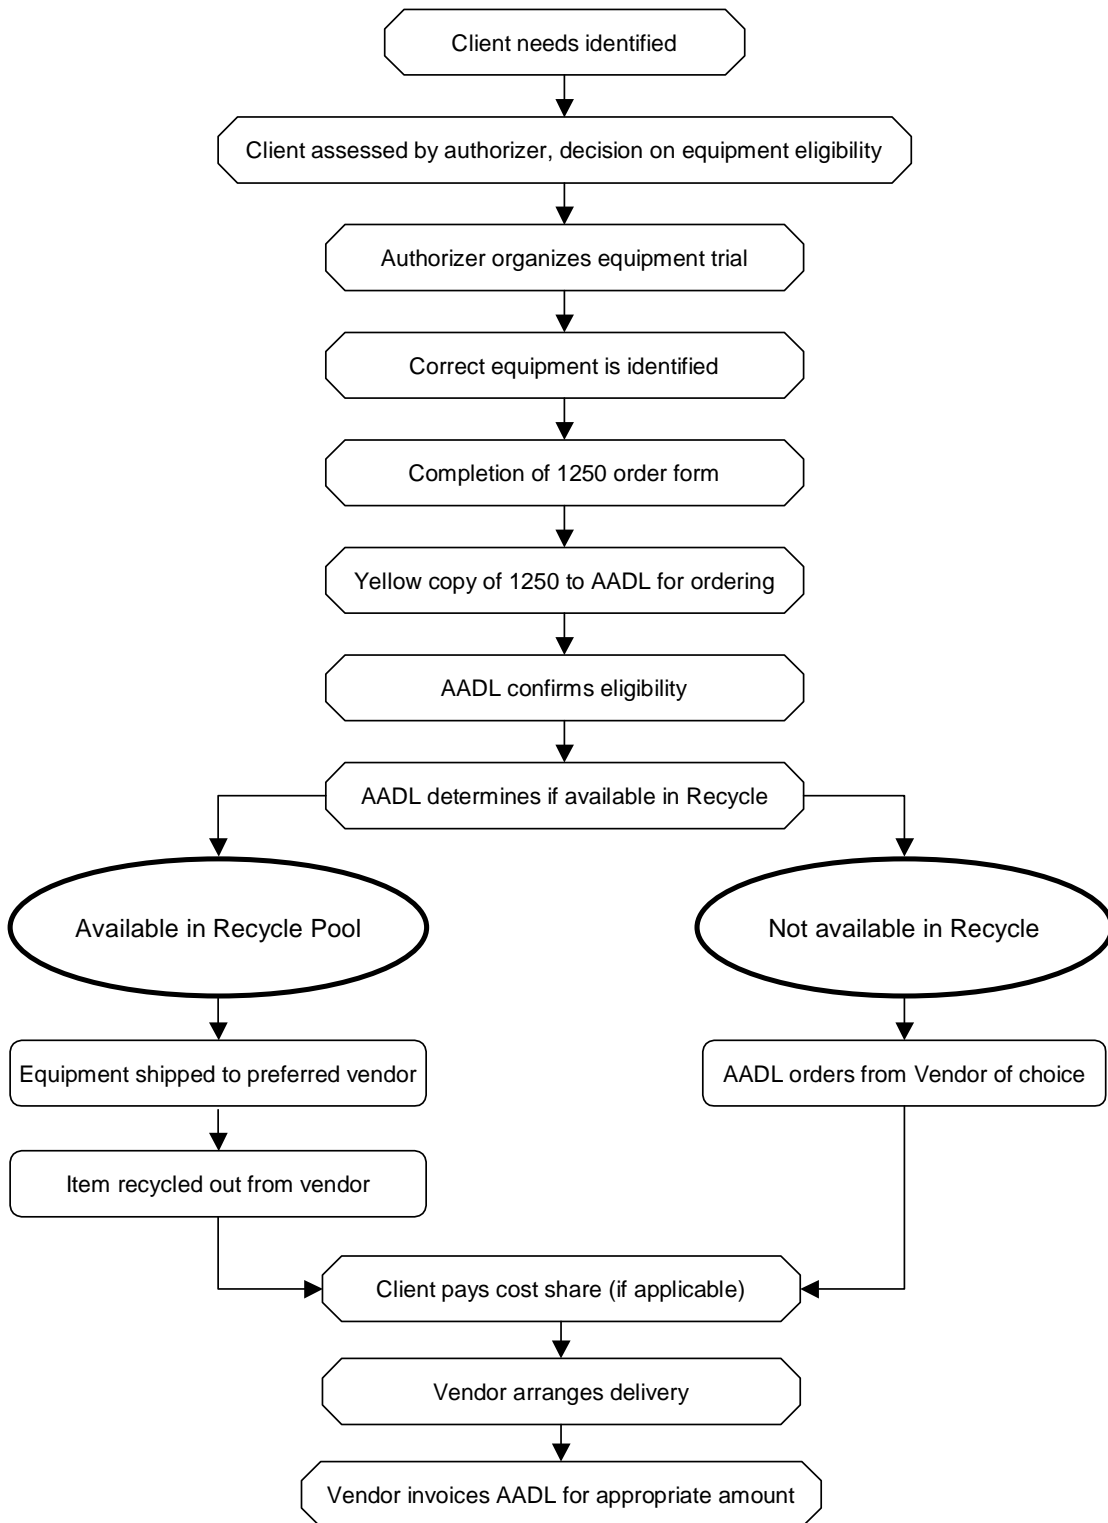 Client needs identified
Client assessed by authorizer, decision on equipment eligibility
Authorizer organizes equipment trial
Correct equipment is identified
Completion of 1250 order form
Yellow copy of 1250 to AADL for ordering
AADL confirms eligibility
AADL determines if available in Recycle
Available in Recycle Pool
Not available in Recycle
Equipment shipped to preferred vendor
AADL orders from Vendor of choice
Item recycled out from vendor
Client pays cost share (if applicable)
Vendor arranges delivery
Vendor invoices AADL for appropriate amount